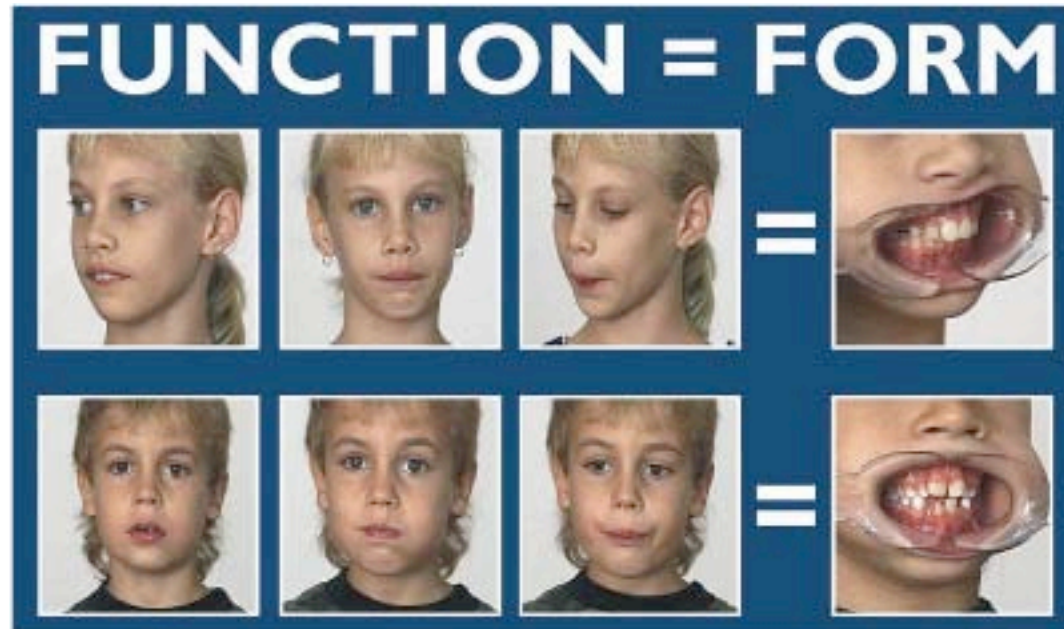 FUNCTION = FORM
=
=